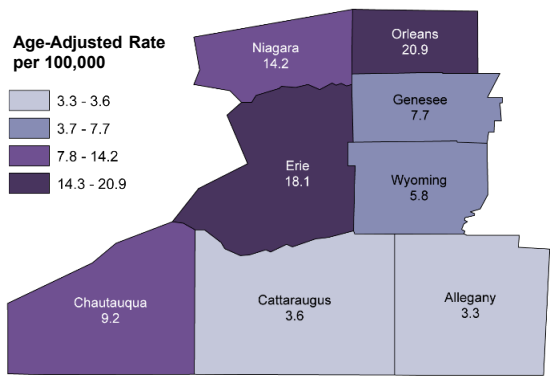 Age-Adjusted Rate
per 100,000
3.3 - 3.6
3.7 - 7.7
7.8 - 14.2
14.3 - 20.9
Niagara
14.2
Orleans
20.9
Genesee
7.7
Erie
18.1
Wyoming
5.8
Chautauqua
9.2
Cattaraugus
3.6
Allegany
3.3